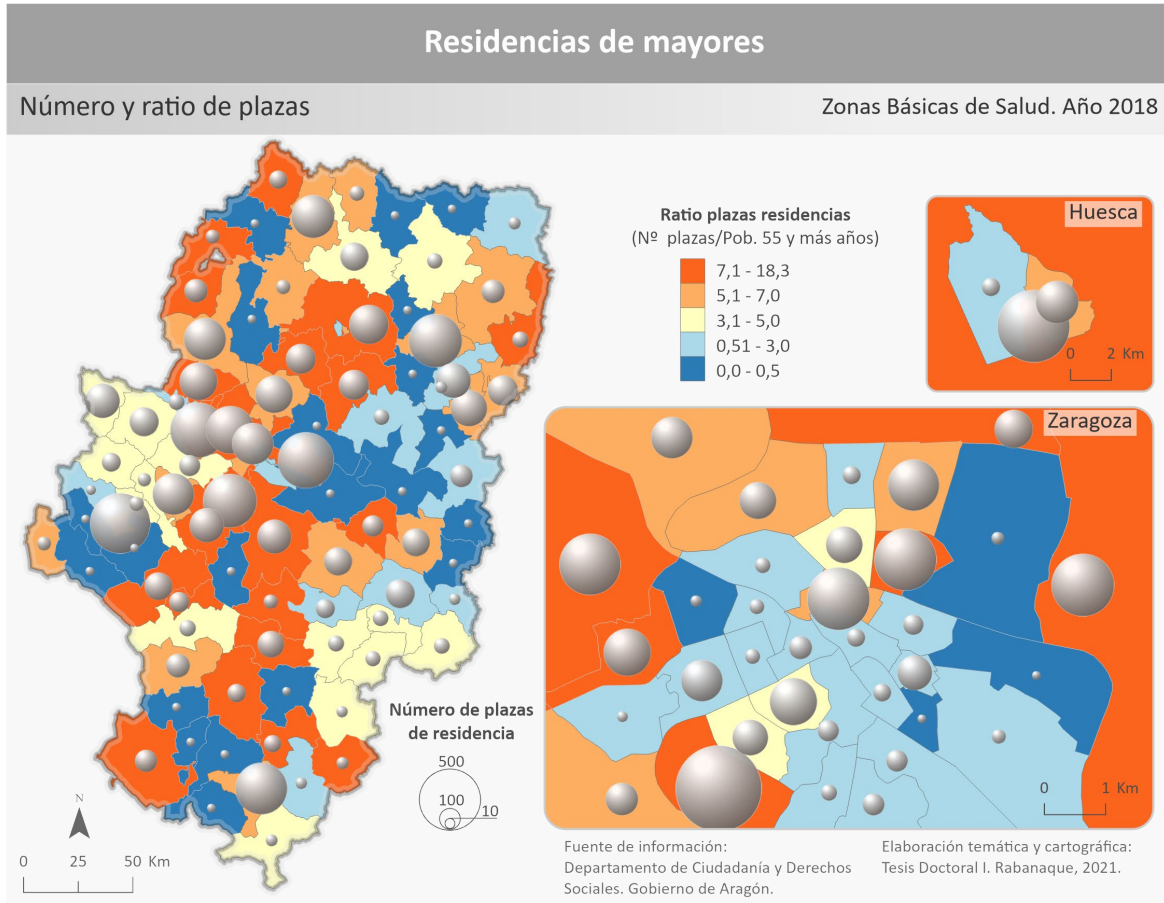 Residencias de mayores
Número y ratio de plazas
Zonas Básicas de Salud. Año 2018
Ratio plazas residencias
(Nº plazas/Pob. 55 y más años)
7,1 - 18,3
5,1 - 7,0
3,1 - 5,0
0,51 - 3,0
0,0 - 0,5
Huesca
0 2 Km
Zaragoza
0 1 Km
Número de plazas
de residencia
500
100
10
N
0 25 50 Km
Fuente de información:
Departamento de Ciudadanía y Derechos
Sociales. Gobierno de Aragón.
Elaboración temática y cartográfica:
Tesis Doctoral I. Rabanaque, 2021.